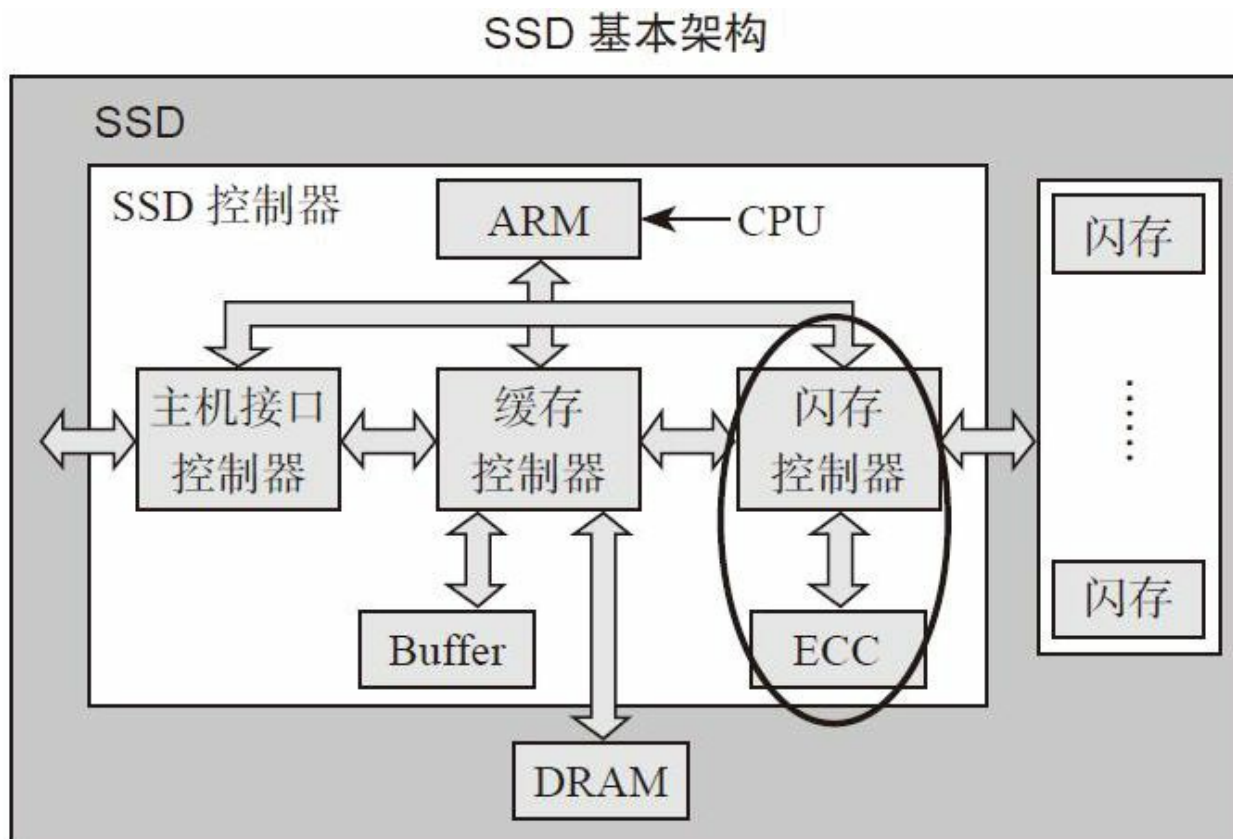 SSD 基本架构
SSD
SSD 控制器
ARM
CPU
主机接口
控制器
缓存
控制器
闪存
控制器
Buffer
ECC
DRAM
闪存
......
闪存